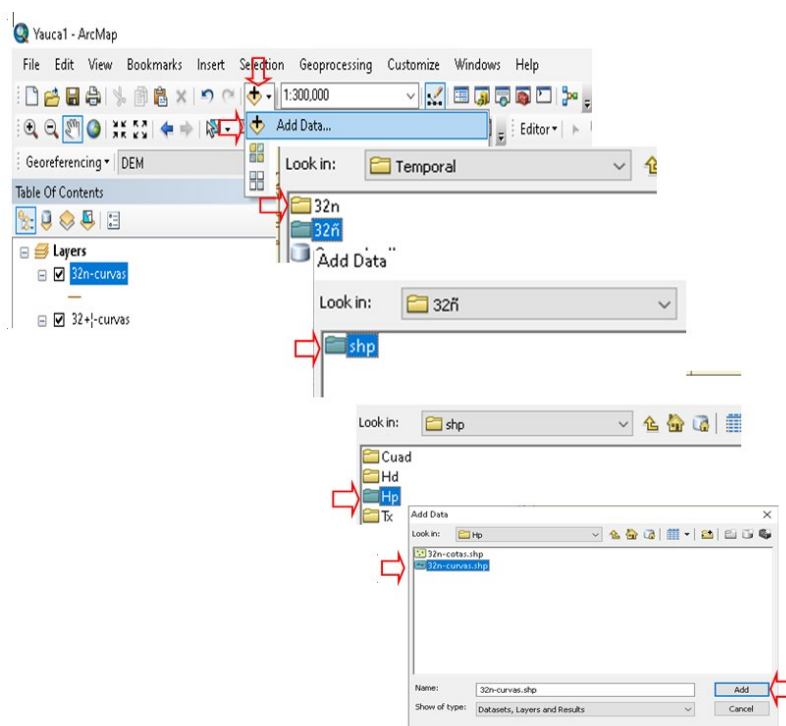 Yauca1 - ArcMap
File Edit View Bookmarks Insert Selection Geoprocessing Customize Windows Help
1:300,000
Add Data...
Editor
Georeferencing DEM
Table Of Contents
Layers
32n-curvas
32+¦-curvas
Look in: Temporal
32n
32ñ
Add Data
Look in: 32ñ
shp
Look in: shp
Cuad
Hd
Hp
Tx
Add Data
Look in: Hp
32n-cotas.shp
32n-curvas.shp
Name: 32n-curvas.shp Add
Show of type: Datasets, Layers and Results Cancel